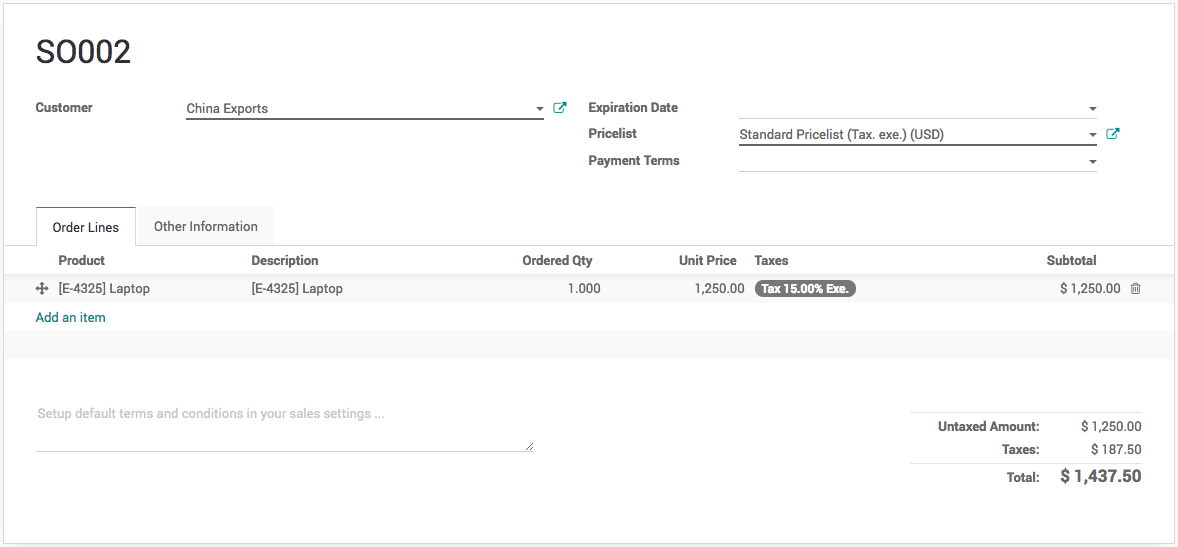 SO002
Customer China Exports Expiration Date
Pricelist Standard Pricelist (Tax. exe.) (USD)
Payment Terms
Order Lines Other Information
Product Description Ordered Qty Unit Price Taxes Subtotal
[E-4325] Laptop [E-4325] Laptop 1.000 1,250.00 Tax 15.00% Exe. $ 1,250.00
Add an item
Setup default terms and conditions in your sales settings ...
Untaxed Amount: $ 1,250.00
Taxes: $ 187.50
Total: $ 1,437.50